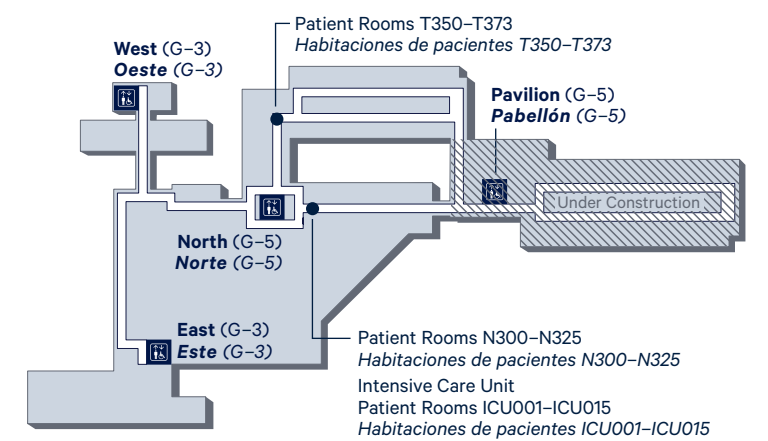 Patient Rooms T350–T373
Habitaciones de pacientes T350–T373
West (G–3)
Oeste (G–3)
Pavilion (G–5)
Pabellón (G–5)
Under Construction
North (G–5)
Norte (G–5)
East (G–3)
Este (G–3)
Patient Rooms N300–N325
Habitaciones de pacientes N300–N325
Intensive Care Unit
Patient Rooms ICU001–ICU015
Habitaciones de pacientes ICU001–ICU015